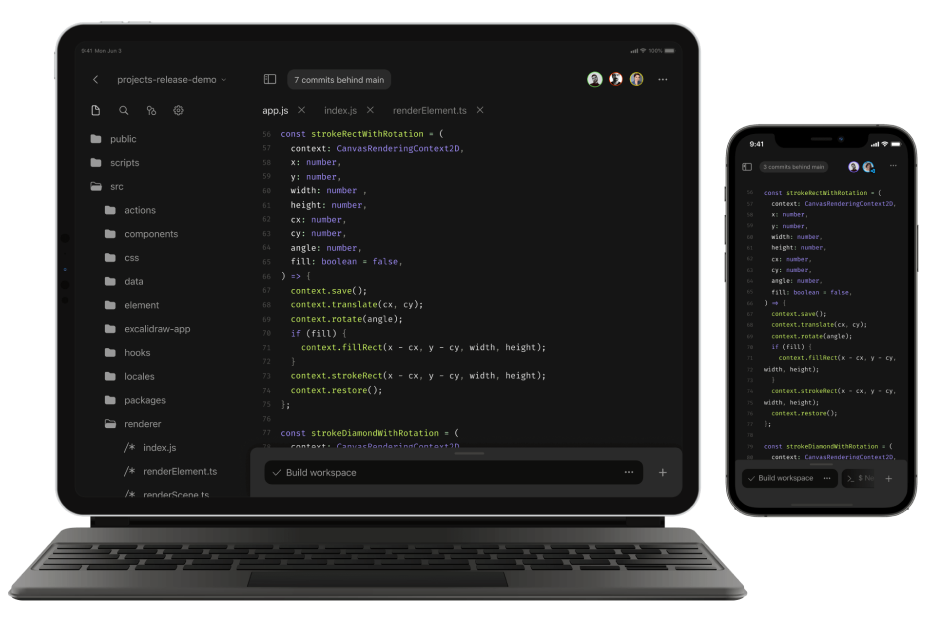 9:41 Mon Jun 3
100%
projects-release-demo
7 commits behind main
app.js
index.js
renderElement.ts
public
scripts
src
actions
components
css
data
element
excalidraw-app
hooks
locales
packages
renderer
/* index.js
/* renderElement.ts
/* renderScene.ts
56 const strokeRectWithRotation = (
57 context: CanvasRenderingContext2D,
58 x: number,
59 y: number,
60 width: number ,
61 height: number,
62 cx: number,
63 cy: number,
64 angle: number,
65 fill: boolean = false,
66 ) => {
67 context.save();
68 context.translate(cx, cy);
69 context.rotate(angle);
70 if (fill) {
71 context.fillRect(x - cx, y - cy, width, height);
72 }
73 context.strokeRect(x - cx, y - cy, width, height);
74 context.restore();
75 };
76
77 const strokeDiamondWithRotation = (
78 context: CanvasRenderingContext2D
Build workspace
9:41
3 commits behind main
56 const strokeRectWithRotation = (
57 context: CanvasRenderingContext2D,
58 x: number,
59 y: number,
60 width: number,
61 height: number,
62 cx: number,
63 cy: number,
64 angle: number,
65 fill: boolean = false,
66 ) => {
67 context.save();
68 context.translate(cx, cy);
69 context.rotate(angle);
70 if (fill) {
71 context.fillRect(x - cx, y - cy,
72 width, height);
73 }
74 context.strokeRect(x - cx, y - cy,
75 width, height);
76 context.restore();
77 };
78
79 const strokeDiamondWithRotation = (
80 context: CanvasRenderingContext2D,
Build workspace
$